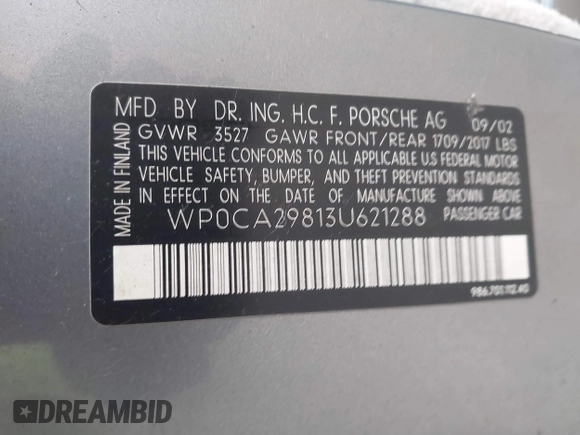 MFD BY DR. ING. H.C. F. PORSCHE AG 09/02
GVWR 3527 GAWR FRONT/REAR 1709/2017 LBS
THIS VEHICLE CONFORMS TO ALL APPLICABLE U.S FEDERAL MOTOR
VEHICLE SAFETY, BUMPER, AND THEFT PREVENTION STANDARDS
IN EFFECT ON THE DATE OF MANUFACTURE SHOWN ABOVE.
WP0CA29813U621288 PASSENGER CAR
MADE IN FINLAND
986.701.112.40
DREAMBID